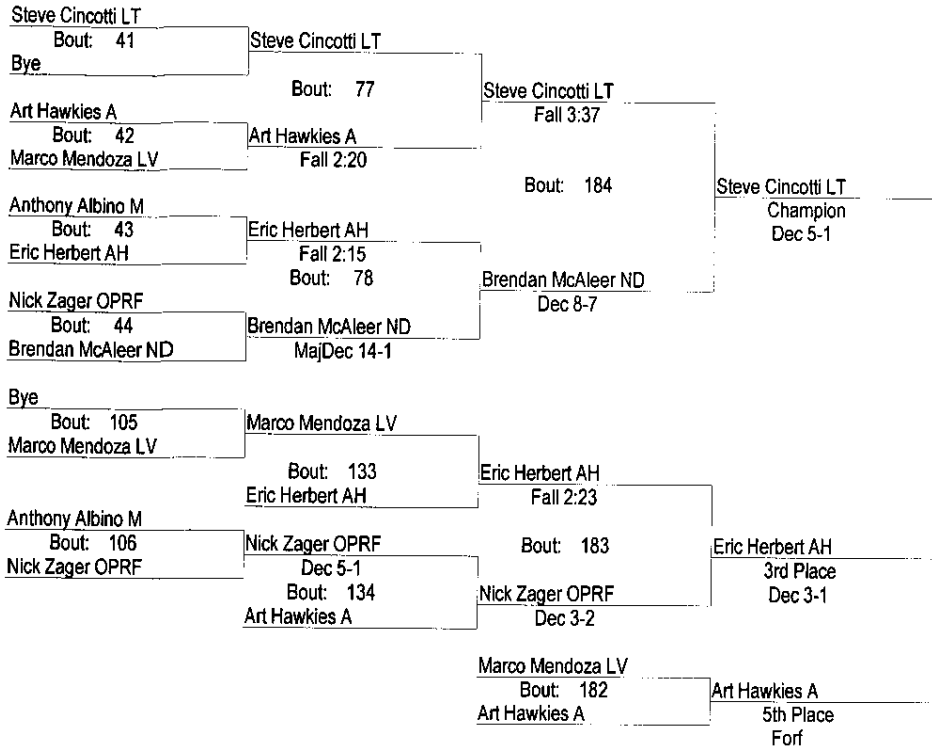 Steve Cincotti LT
Bout: 41
Bye
Steve Cincotti LT
Bout: 77
Art Hawkies A
Bout: 42
Marco Mendoza LV
Art Hawkies A
Fall 2:20
Steve Cincotti LT
Fall 3:37
Bout: 184
Anthony Albino M
Bout: 43
Eric Herbert AH
Eric Herbert AH
Fall 2:15
Bout: 78
Nick Zager OPRF
Bout: 44
Brendan McAleer ND
Brendan McAleer ND
MajDec 14-1
Brendan McAleer ND
Dec 8-7
Steve Cincotti LT
Champion
Dec 5-1
Bye
Bout: 105
Marco Mendoza LV
Marco Mendoza LV
Bout: 133
Eric Herbert AH
Eric Herbert AH
Fall 2:23
Bout: 183
Anthony Albino M
Bout: 106
Nick Zager OPRF
Nick Zager OPRF
Dec 5-1
Bout: 134
Art Hawkies A
Nick Zager OPRF
Dec 3-2
Eric Herbert AH
3rd Place
Dec 3-1
Marco Mendoza LV
Bout: 182
Art Hawkies A
Art Hawkies A
5th Place
Forf